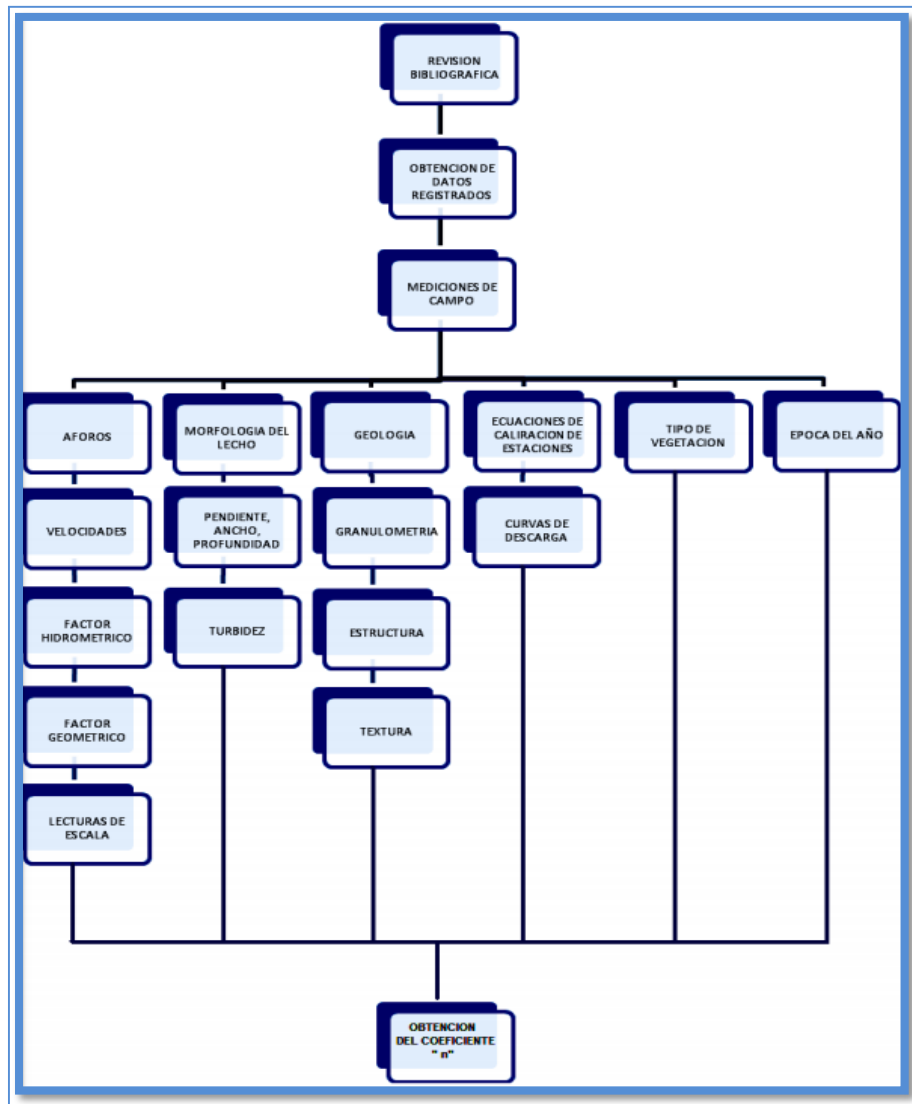 REVISION
BIBLIOGRAFICA
OBTENCION DE
DATOS
REGISTRADOS
MEDICIONES DE
CAMPO
AFOROS
MORFOLOGIA DEL
LECHO
GEOLOGIA
ECUACIONES DE
CALIRACION DE
ESTACIONES
TIPO DE
VEGETACION
EPOCA DEL AÑO
VELOCIDADES
PENDIENTE,
ANCHO,
PROFUNDIDAD
GRANULOMETRIA
CURVAS DE
DESCARGA
FACTOR
HIDROMETRICO
TURBIDEZ
ESTRUCTURA
FACTOR
GEOMETRICO
TEXTURA
LECTURAS DE
ESCALA
OBTENCION
DEL COEFICIENTE
" n"